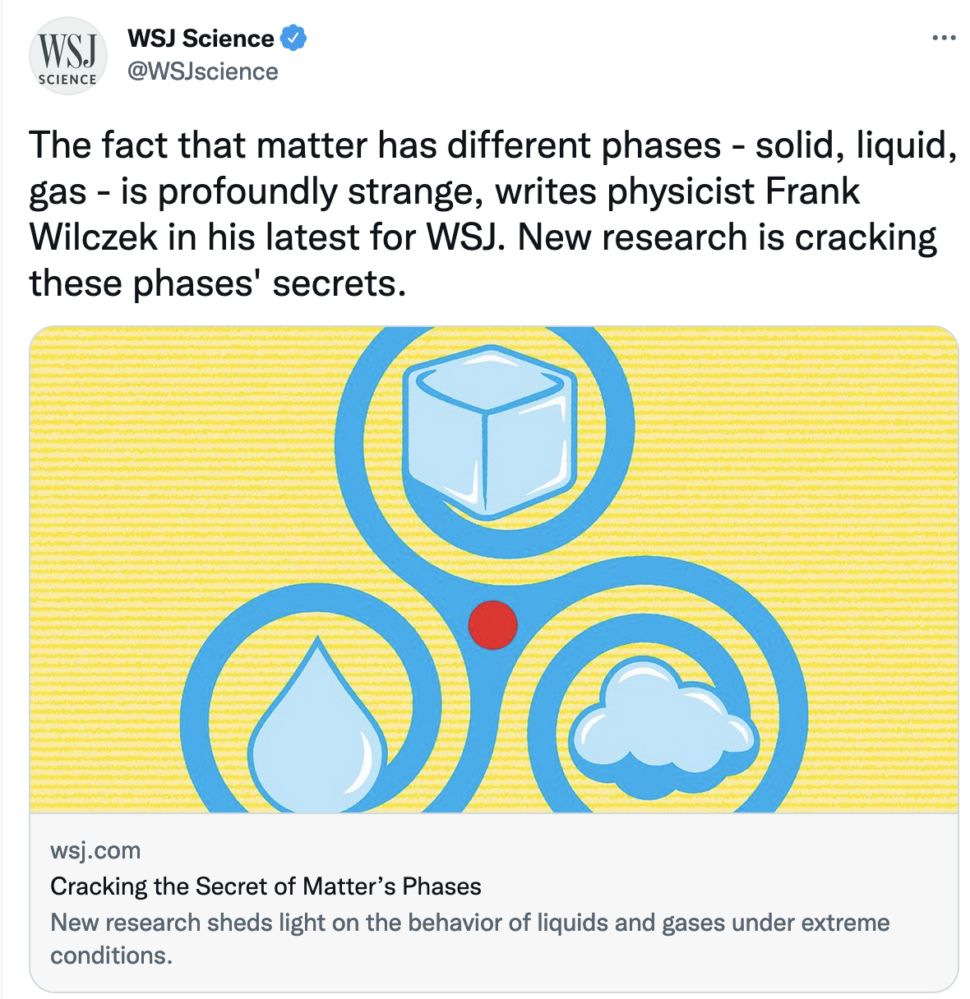 WSJ
SCIENCE
WSJ Science
@WSJscience
The fact that matter has different phases - solid, liquid,
gas - is profoundly strange, writes physicist Frank
Wilczek in his latest for WSJ. New research is cracking
these phases' secrets.
wsj.com
Cracking the Secret of Matter’s Phases
New research sheds light on the behavior of liquids and gases under extreme
conditions.